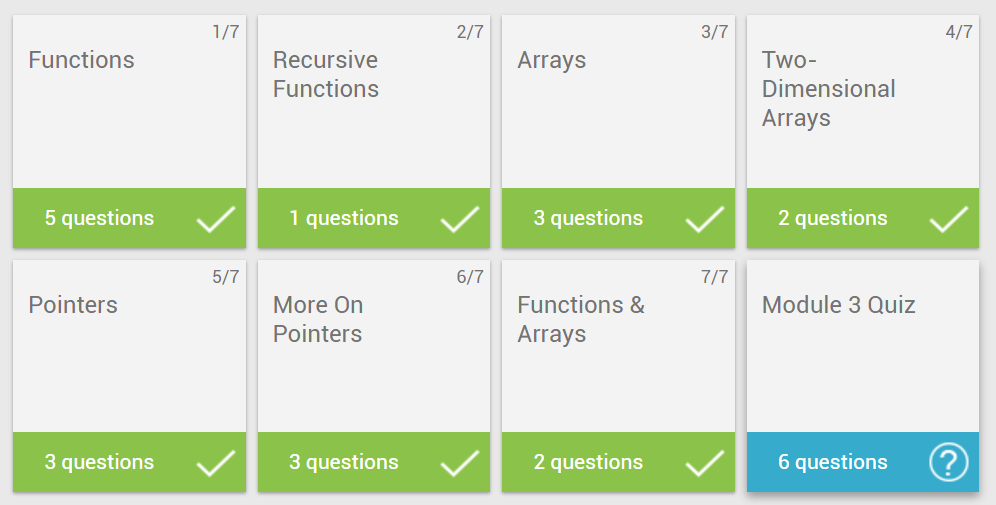 1/7
Functions
5 questions
2/7
Recursive
Functions
1 questions
3/7
Arrays
3 questions
4/7
Two-
Dimensional
Arrays
2 questions
5/7
Pointers
3 questions
6/7
More On
Pointers
3 questions
7/7
Functions &
Arrays
2 questions
Module 3 Quiz
6 questions
?